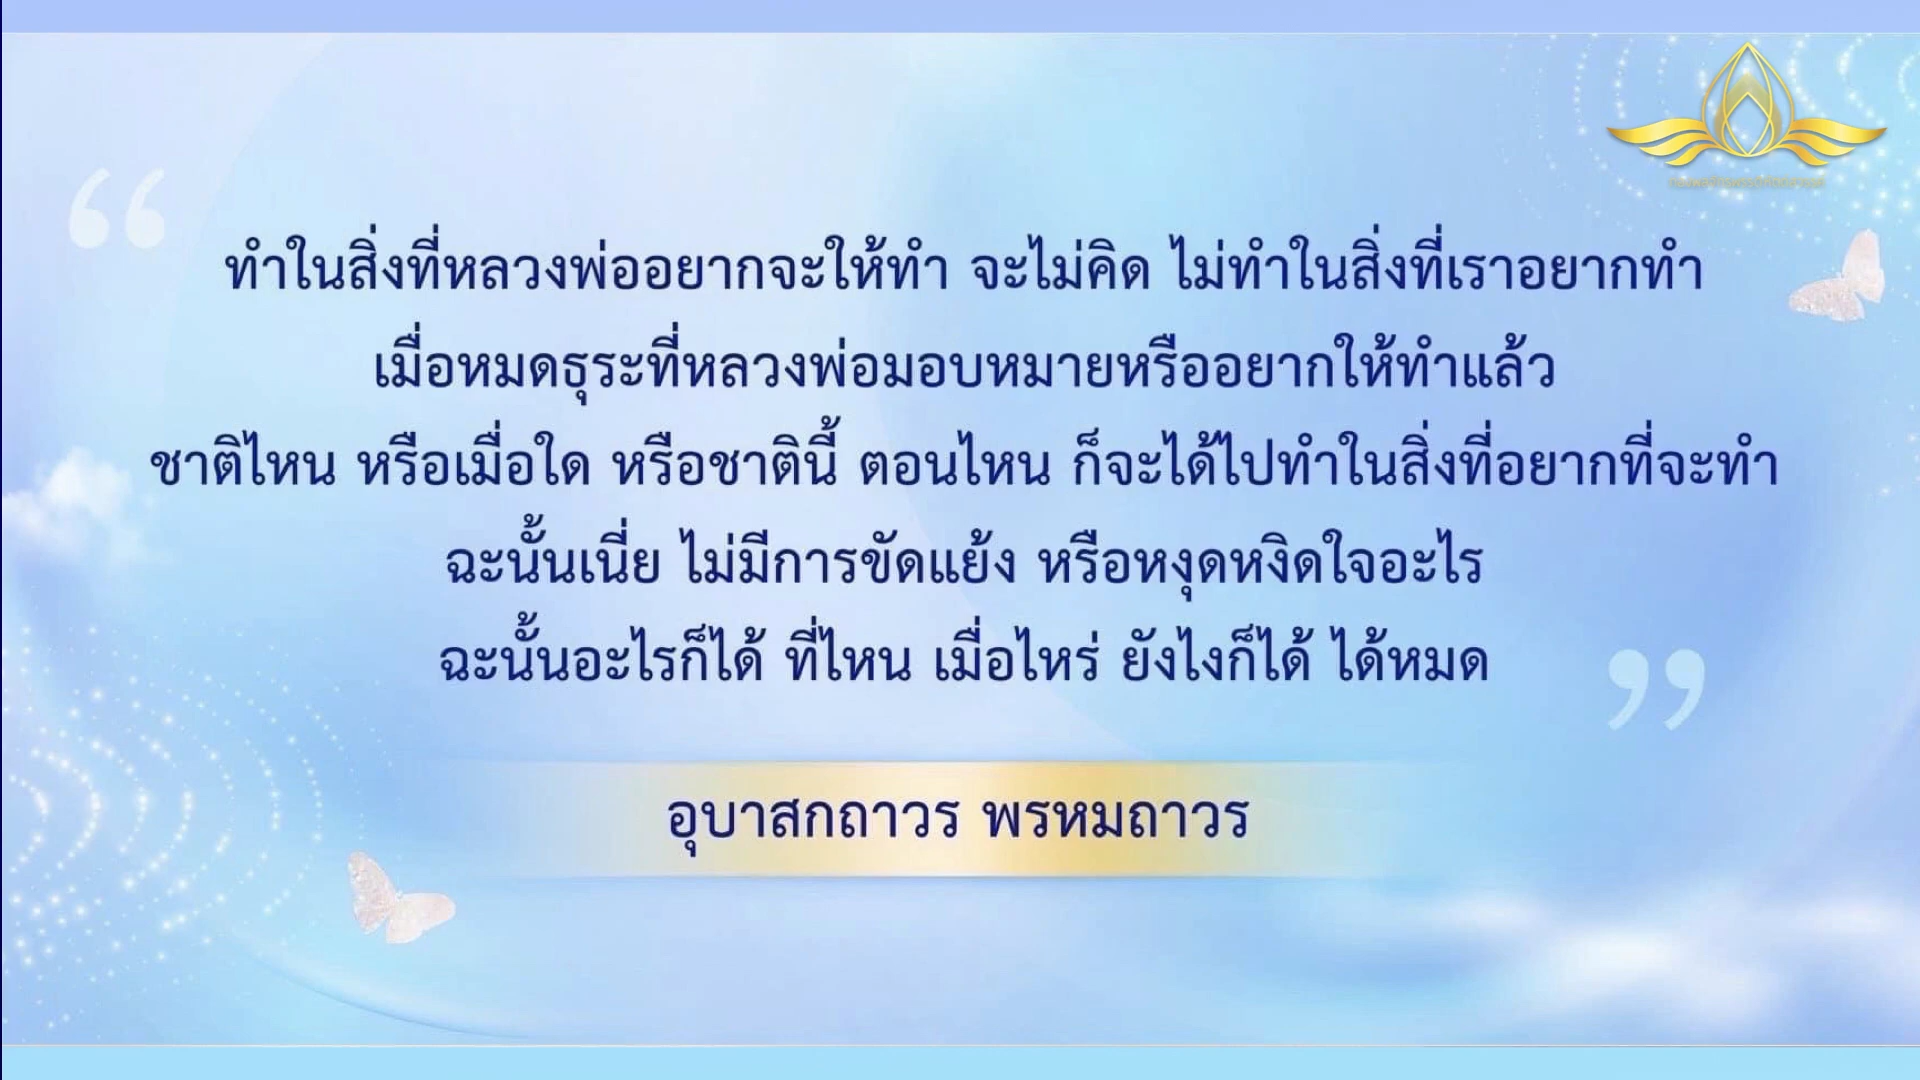 “
ทำในสิ่งที่หลวงพ่ออยากจะให้ทำ จะไม่คิด ไม่ทำในสิ่งที่เราอยากทำ
เมื่อหมดธุระที่หลวงพ่อมอบหมายหรืออยากให้ทำแล้ว
ชาติไหน หรือเมื่อใด หรือชาตินี้ ตอนไหน ก็จะได้ไปทำในสิ่งที่อยากที่จะทำ
ฉะนั้นเนี่ย ไม่มีการขัดแย้ง หรือหงุดหงิดใจอะไร
ฉะนั้นอะไรก็ได้ ที่ไหน เมื่อไหร่ ยังไงก็ได้ ได้หมด
”
อุบาสกถาวร พรหมถาวร